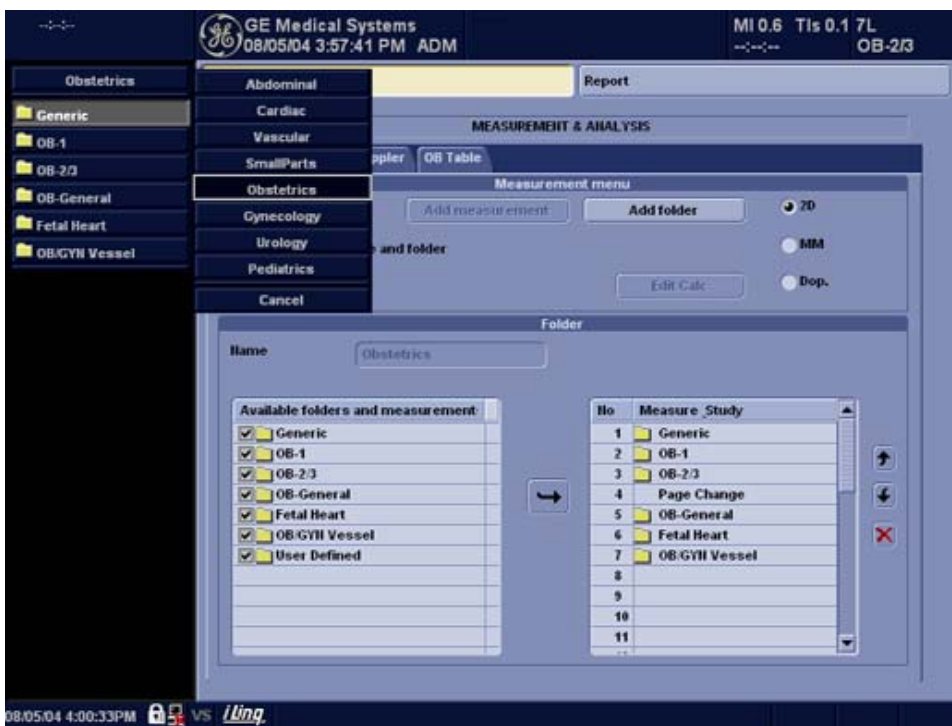 --:--:--
GE Medical Systems
08/05/04 3:57:41 PM ADM
MI 0.6 TIs 0.1 7L
--:--:-- OB-2/3
Obstetrics
Generic
OB-1
OB-2/3
OB-General
Fetal Heart
OB/GYN Vessel
Abdominal
Cardiac
Vascular
SmallParts
Obstetrics
Gynecology
Urology
Pediatrics
Cancel
Report
MEASUREMENT & ANALYSIS
OB Table
Measurement menu
Add measurement
Add folder
2D
and folder
MM
Edit Calc
Dop.
Folder
Name
Obstetrics
Available folders and measurement
Generic
OB-1
OB-2/3
OB-General
Fetal Heart
OB/GYN Vessel
User Defined
No Measure_Study
1 Generic
2 OB-1
3 OB-2/3
4 Page Change
5 OB-General
6 Fetal Heart
7 OB/GYN Vessel
8
9
10
11
08/05/04 4:00:33PM VS iLinq